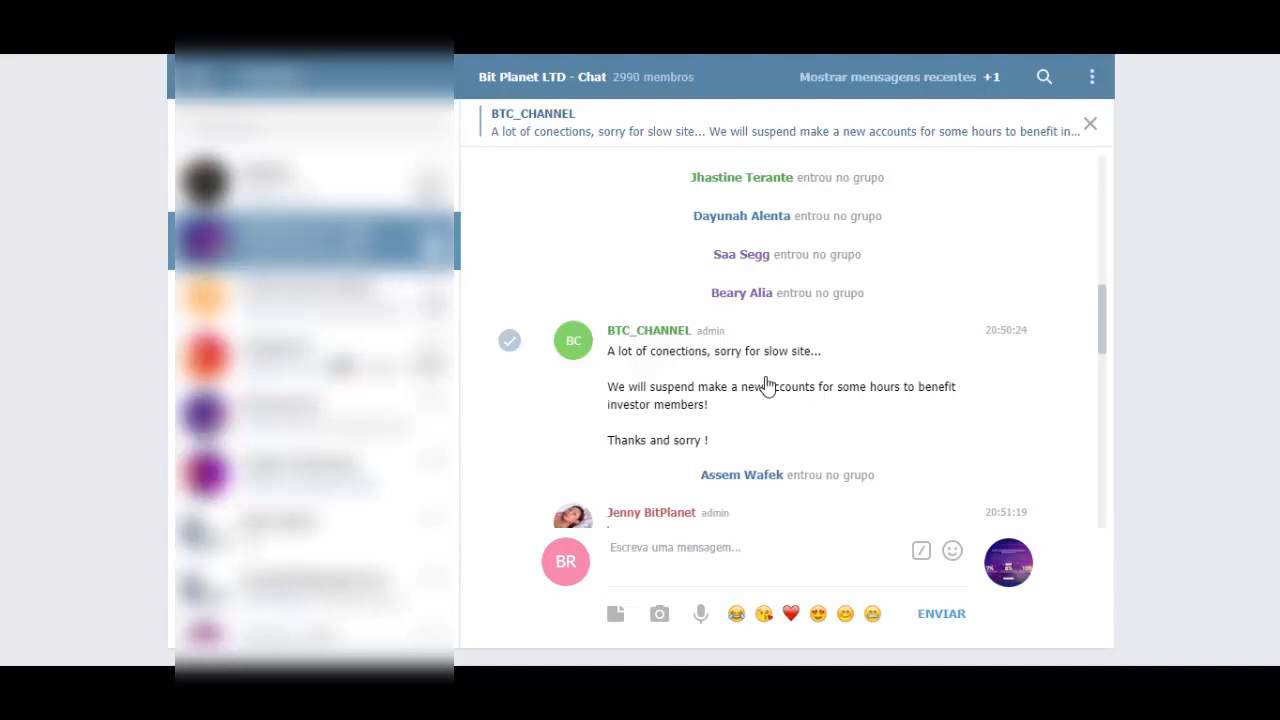 Bit Planet LTD - Chat 2990 membros Mostrar mensagens recentes +1
BTC_CHANNEL
A lot of conections, sorry for slow site... We will suspend make a new accounts for some hours to benefit in...
Jhastine Terante entrou no grupo
Dayunah Alenta entrou no grupo
Saa Segg entrou no grupo
Beary Alia entrou no grupo
BC BTC_CHANNEL admin 20:50:24
A lot of conections, sorry for slow site...
We will suspend make a new accounts for some hours to benefit
investor members!
Thanks and sorry !
Assem Wafek entrou no grupo
Jenny BitPlanet admin 20:51:19
BR Escreva uma mensagem...
ENVIAR